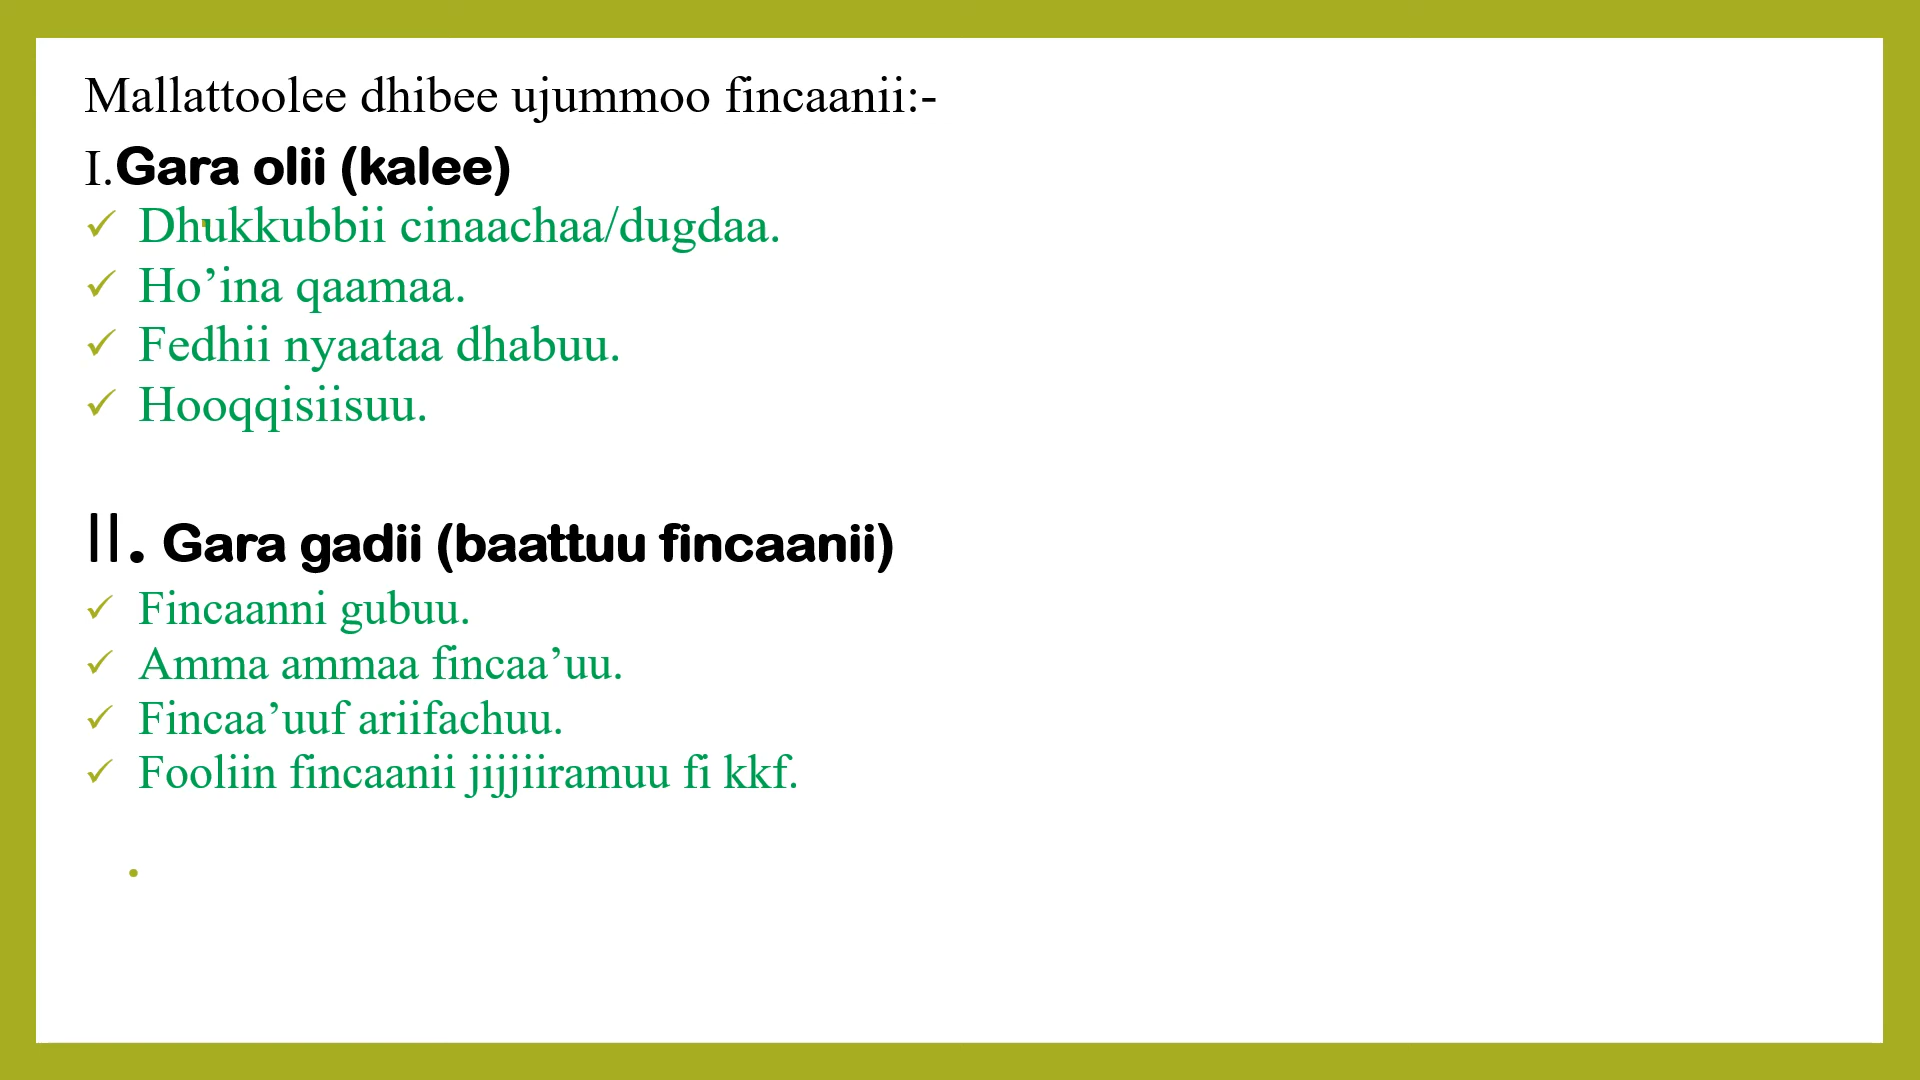 Mallattoolee dhibee ujummoo fincaanii:-
I.Gara olii (kalee)
✓ Dhukkubbii cinaachaa/dugdaa.
✓ Ho’ina qaamaa.
✓ Fedhii nyaataa dhabuu.
✓ Hooqqisiisuu.
II. Gara gadii (baattuu fincaanii)
✓ Fincaanni gubuu.
✓ Amma ammaa fincaa’uu.
✓ Fincaa’uuf ariifachuu.
✓ Fooliin fincaanii jijjiiramuu fi kkf.